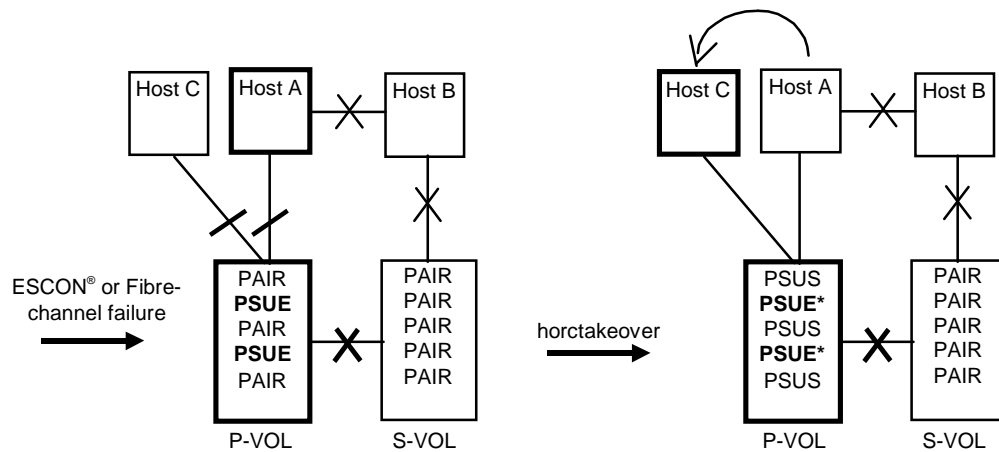 Host C
Host A
Host B
ESCON® or Fibre-
channel failure
PAIR
PSUE
PAIR
PSUE
PAIR
PAIR
PAIR
PAIR
PAIR
PAIR
P-VOL
S-VOL
horctakeover
Host C
Host A
Host B
PSUS
PSUE*
PSUS
PSUE*
PSUS
PAIR
PAIR
PAIR
PAIR
PAIR
P-VOL
S-VOL